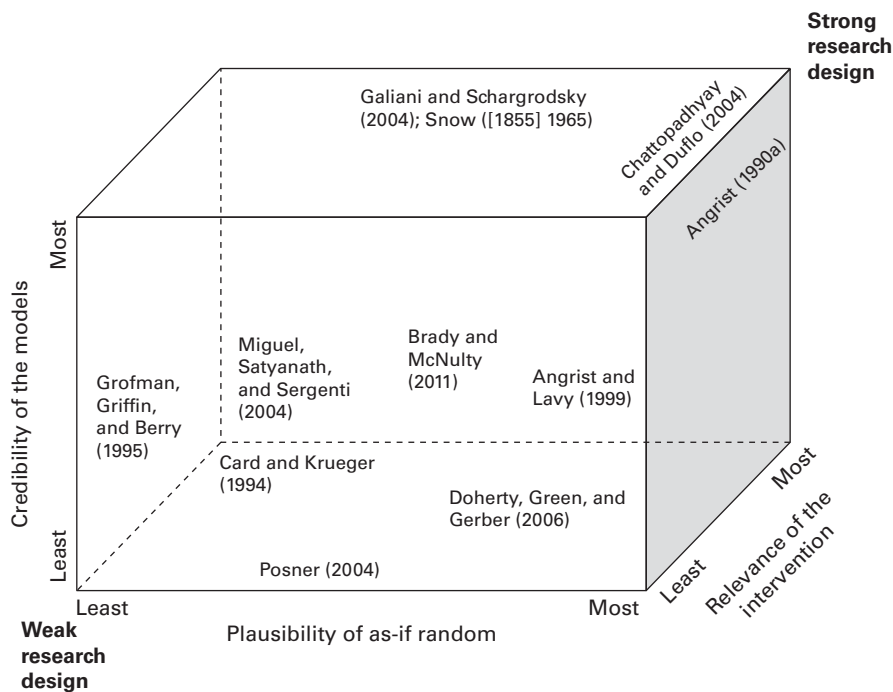 Strong
research
design
Galiani and Schargrodsky
(2004); Snow ([1855] 1965)
Chattopadhyay
and Duflo (2004)
Angrist (1990a)
Most
Credibility of the models
Least
Grofman,
Griffin,
and Berry
(1995)
Miguel,
Satyanath,
and Sergenti
(2004)
Brady and
McNulty
(2011)
Angrist and
Lavy (1999)
Card and Krueger
(1994)
Doherty, Green, and
Gerber (2006)
Posner (2004)
Most
Relevance of the
intervention
Least
Least
Most
Plausibility of as-if random
Weak
research
design